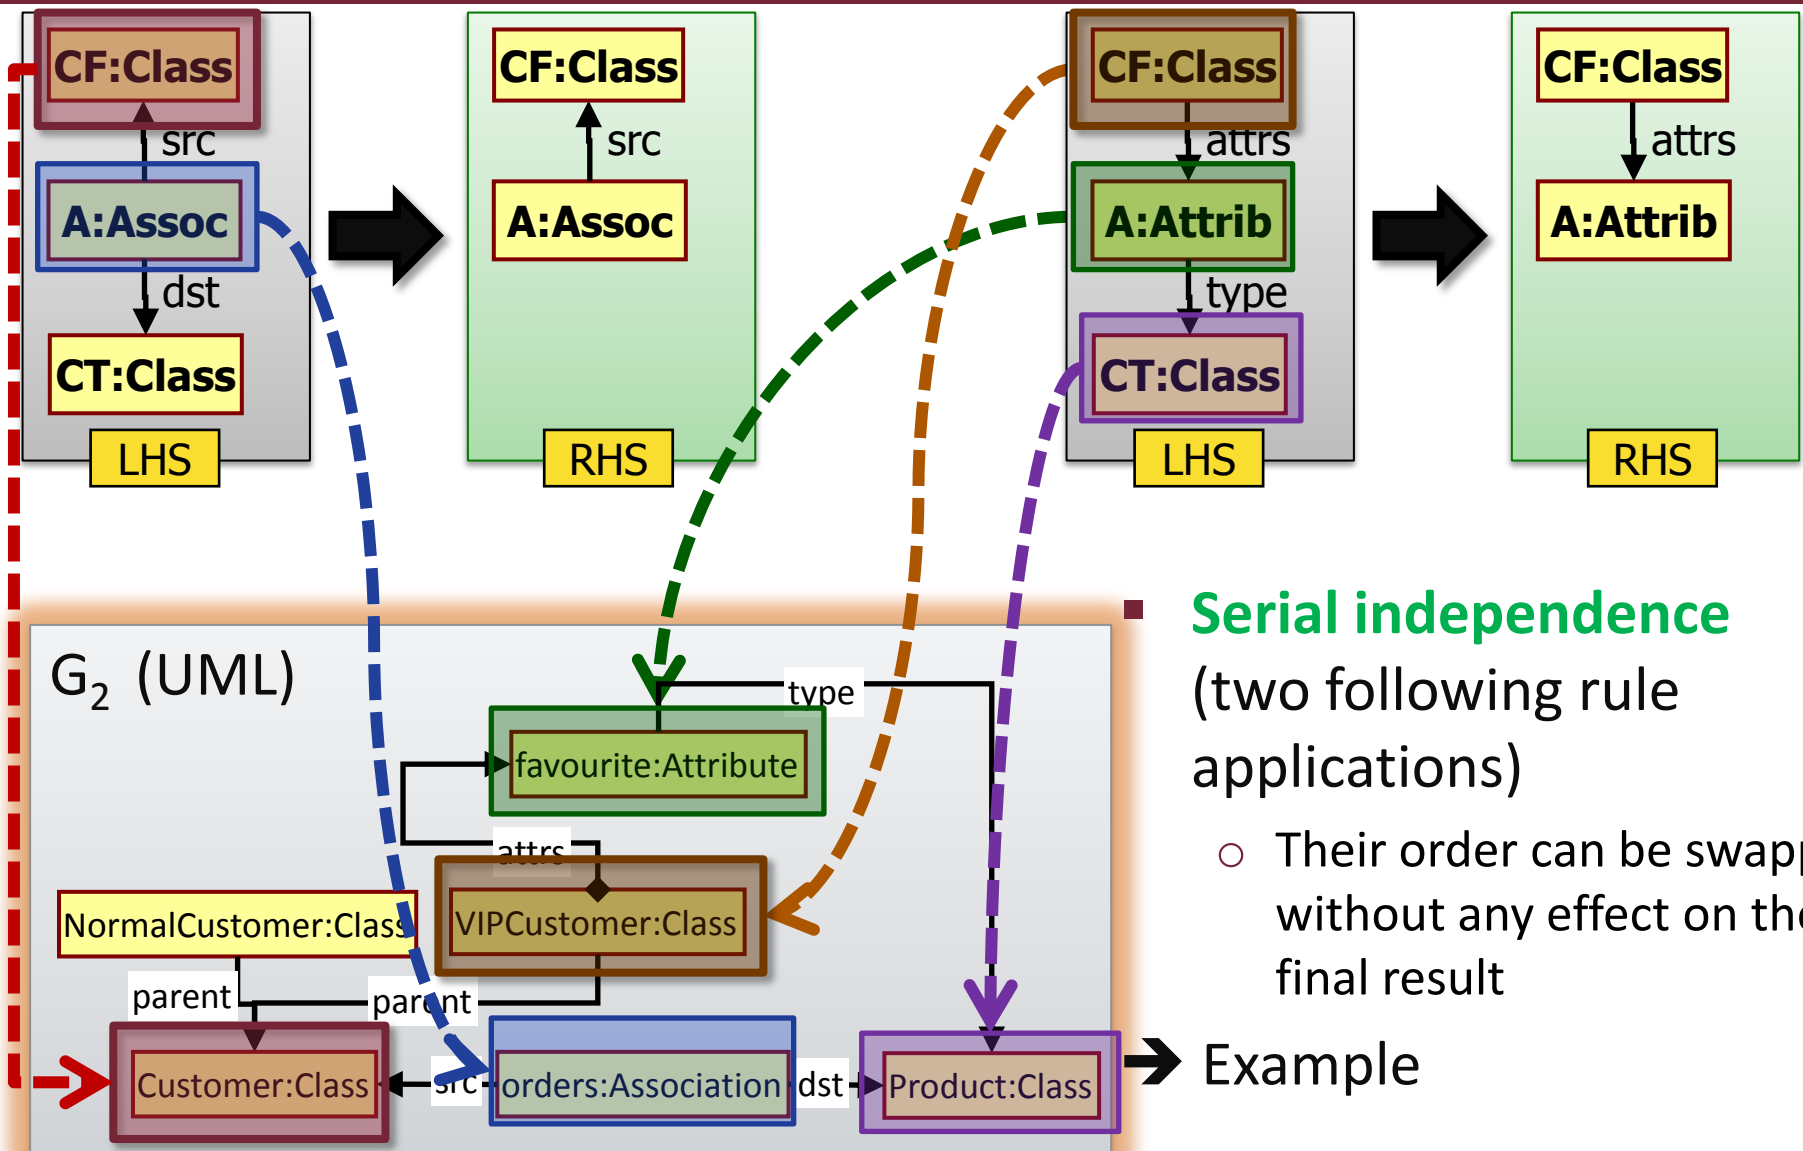 CF:Class
src
A:Assoc
dst
CT:Class
LHS
CF:Class
src
A:Assoc
RHS
CF:Class
attrs
A:Attrib
type
CT:Class
LHS
CF:Class
attrs
A:Attrib
RHS
G2 (UML)
type
favourite:Attribute
attrs
NormalCustomer:Class
VIPCustomer:Class
parent
parent
Customer:Class
src
orders:Association
dst
Product:Class
Serial independence
(two following rule
applications)
Their order can be swapp
without any effect on the
final result
Example